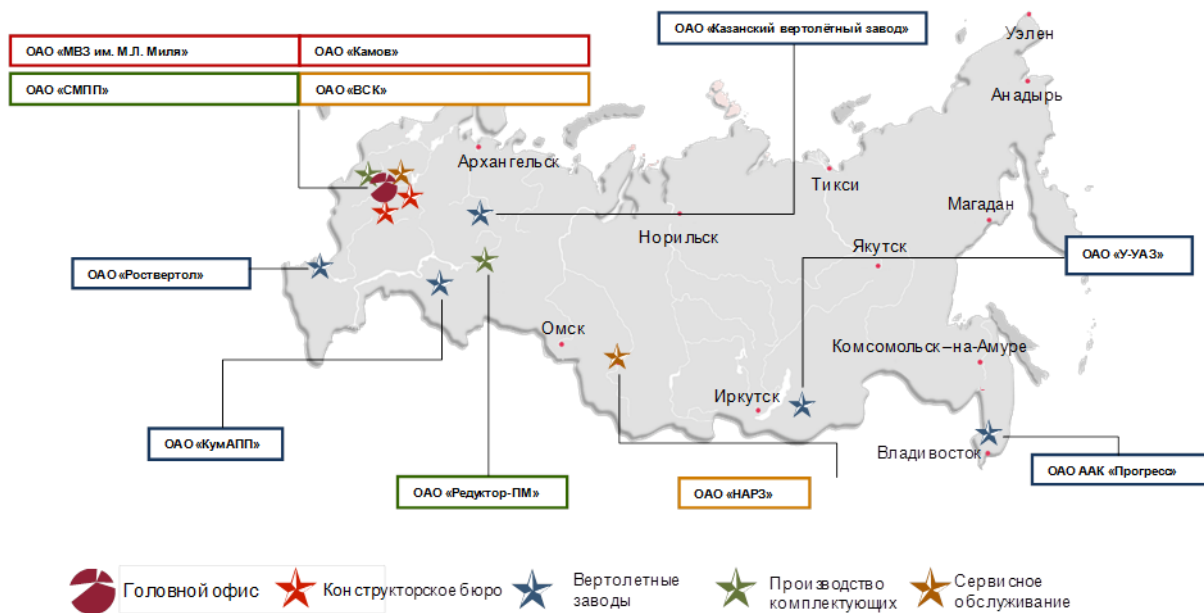 ОАО «Казанский вертолётный завод»
Уэлен
ОАО «МВЗ им. М.Л. Миля»
ОАО «Камов»
ОАО «СМПП»
ОАО «ВСК»
Анадырь
Архангельск
Тикси
Магадан
Норильск
Якутск
ОАО «У-УАЗ»
ОАО «Роствертол»
Омск
Комсомольск–на–Амуре
Иркутск
ОАО «КумАПП»
Владивосток
ОАО ААК «Прогресс»
ОАО «Редуктор-ПМ»
ОАО «НАРЗ»
Головной офис
Конструкторское бюро
Вертолетные
заводы
Производство
комплектующих
Сервисное
обслуживание